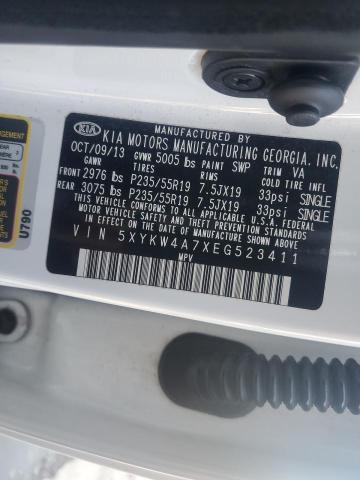 MANUFACTURED BY
KIA KIA MOTORS MANUFACTURING GEORGIA, INC.
OCT/09/13 GVWR 5005 lbs PAINT SWP TRIM VA
GAWR TIRES RIMS COLD INFLATION
FRONT 2976 lbs P235/55R19 7.5JX19 33psi SINGLE
REAR 3075 lbs P235/55R19 7.5JX19 33psi SINGLE
THIS VEHICLE CONFORMS TO ALL APPLICABLE U.S.A. FEDERAL
MOTOR VEHICLE SAFETY AND THEFT PREVENTION STANDARDS
IN EFFECT ON THE DATE OF MANUFACTURE SHOWN ABOVE.
VIN 5XYKW4A7XEG523411
MPV
U790